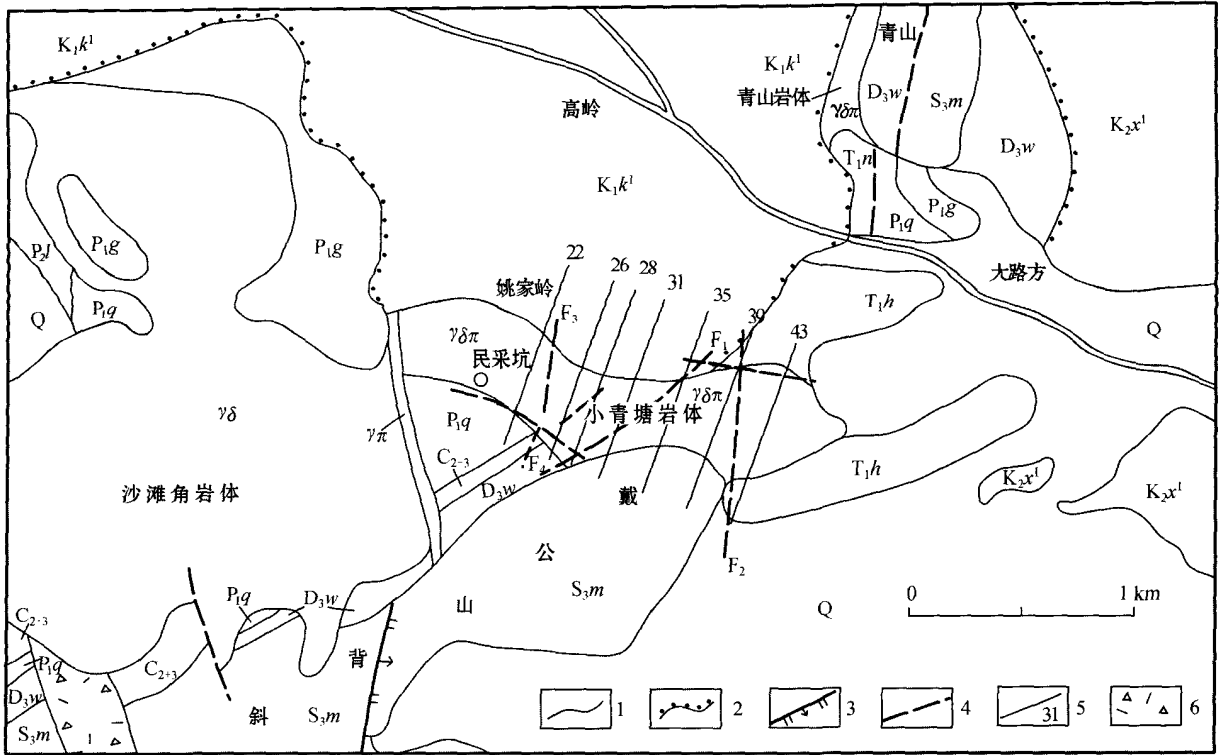 K₁k¹
青山
K₁k¹
青山岩体
D₃w
S₃m
γδπ
K₂x¹
高岭
D₃w
T₁n
K₁k¹
P₁g
P₁q
P₁g
P₁g
P₂l
大路方
22
26
28
31
姚家岭
35
T₁h
P₁q
F₃
39
Q
Q
F₁
43
γδπ
民采坑
γδπ
小青塘岩体
γδ
γπ
P₁q
C₂₋₃
F₄
T₁h
K₂x¹
K₂x¹
D₃w
戴
沙滩角岩体
公
F₂
S₃m
P₁q
D₃w
山
Q
0
1 km
C₂₊₃
P₁q
C₂₊₃
背
D₃w
斜
S₃m
S₃m
1
2
3
4
31
5
6